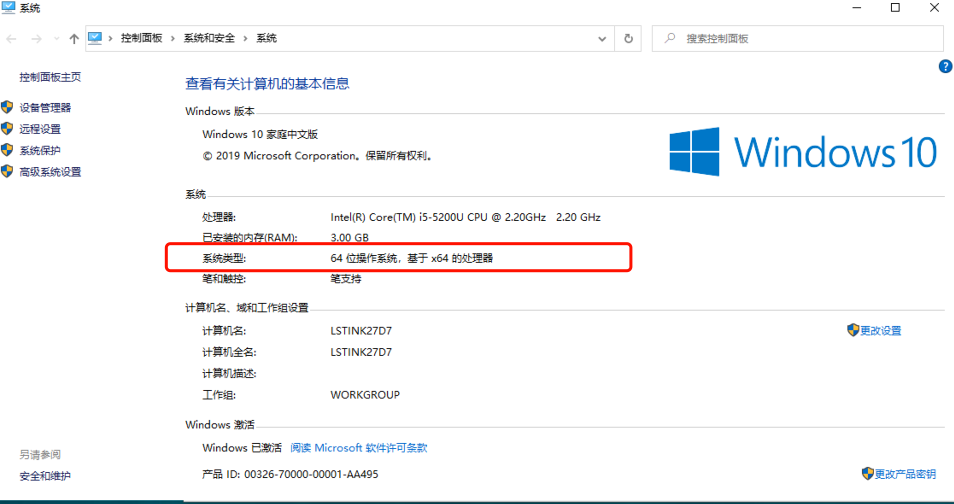 系统
控制面板 > 系统和安全 > 系统
搜索控制面板
控制面板主页
设备管理器
远程设置
系统保护
高级系统设置
查看有关计算机的基本信息
Windows 版本
Windows 10 家庭中文版
© 2019 Microsoft Corporation。保留所有权利。
Windows 10
系统
处理器: Intel(R) Core(TM) i5-5200U CPU @ 2.20GHz 2.20 GHz
已安装的内存(RAM): 3.00 GB
系统类型: 64 位操作系统，基于 x64 的处理器
笔和触控: 笔支持
计算机名、域和工作组设置
计算机名: LSTINK27D7
更改设置
计算机全名: LSTINK27D7
计算机描述:
工作组: WORKGROUP
Windows 激活
Windows 已激活 阅读 Microsoft 软件许可条款
产品 ID: 00326-70000-00001-AA495
更改产品密钥
另请参阅
安全和维护